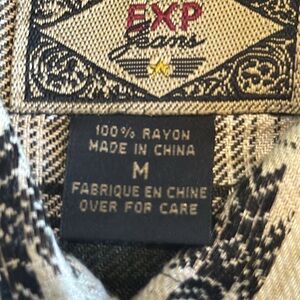 EXP
Jeans
100% RAYON
MADE IN CHINA
M
FABRIQUE EN CHINE
OVER FOR CARE